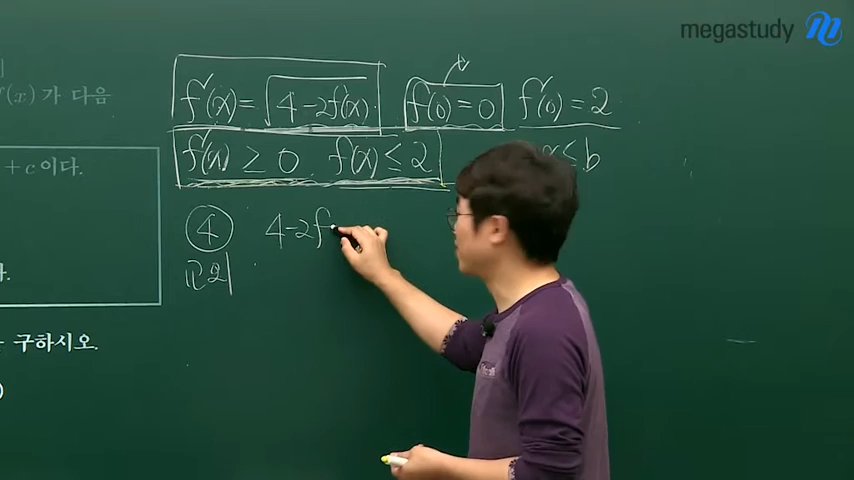 megastudy
f(x) 가 다음
+ c 이다.
구하시오.
f'(x) = √4-2f(x)
f(0) = 0
f'(0) = 2
f'(x) ≥ 0 f(x) ≤ 2
≤ b
④ 4-2f